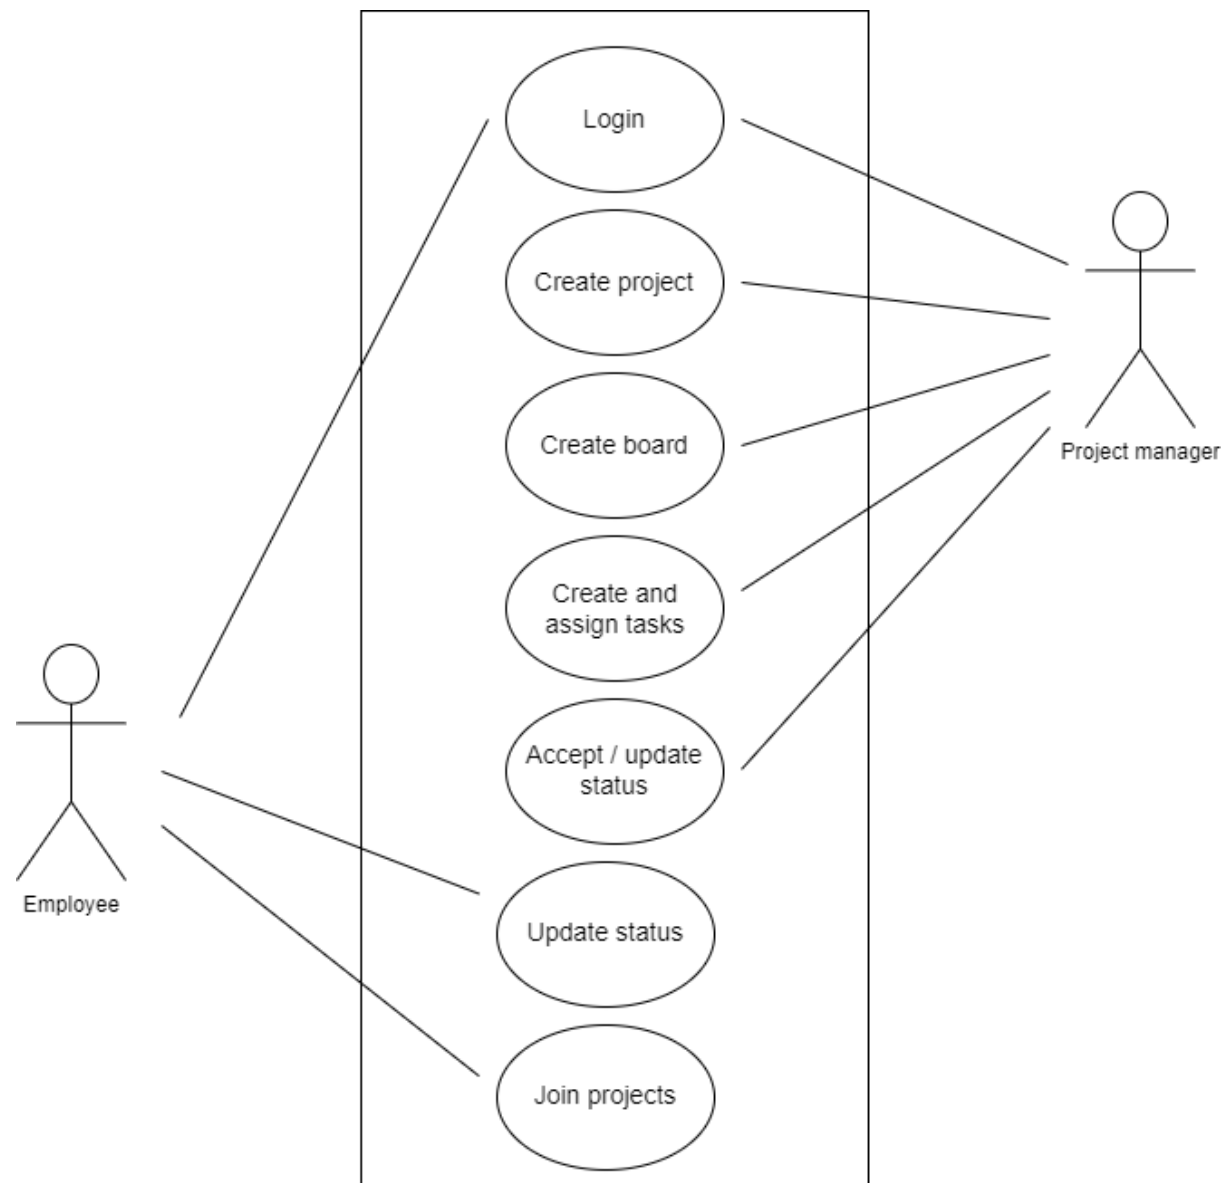 Login
Create project
Create board
Project manager
Create and
assign tasks
Accept / update
status
Employee
Update status
Join projects